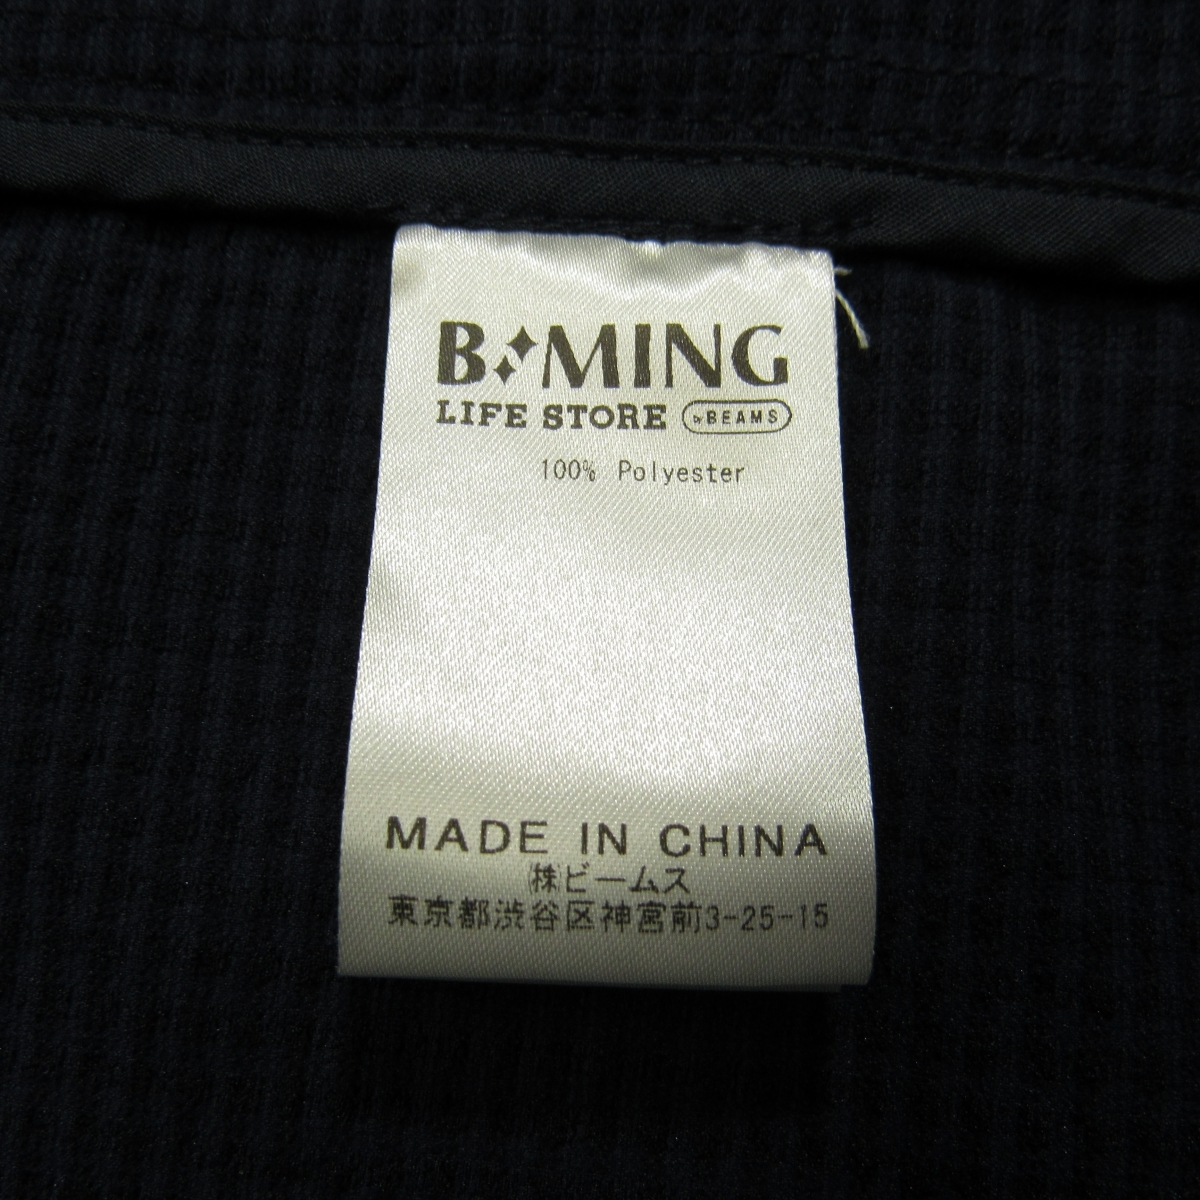 B MING
LIFE STORE by BEAMS
100% Polyester
MADE IN CHINA
㈱ビームス
東京都渋谷区神宮前3-25-15